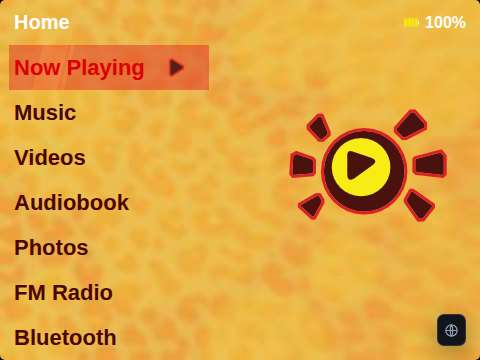 Home
100%
Now Playing
Music
Videos
Audiobook
Photos
FM Radio
Bluetooth